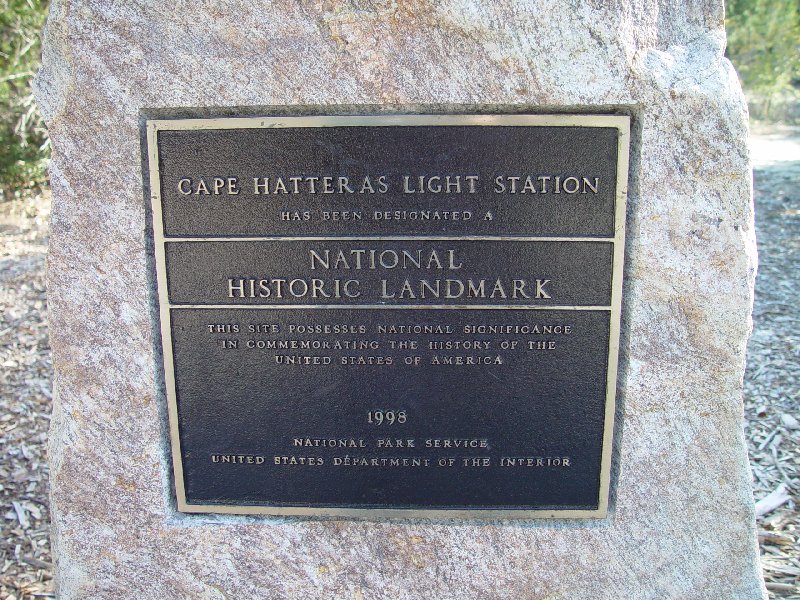 CAPE HATTERAS LIGHT STATION
HAS BEEN DESIGNATED A
NATIONAL
HISTORIC LANDMARK
THIS SITE POSSESSES NATIONAL SIGNIFICANCE
IN COMMEMORATING THE HISTORY OF THE
UNITED STATES OF AMERICA
1998
NATIONAL PARK SERVICE
UNITED STATES DEPARTMENT OF THE INTERIOR